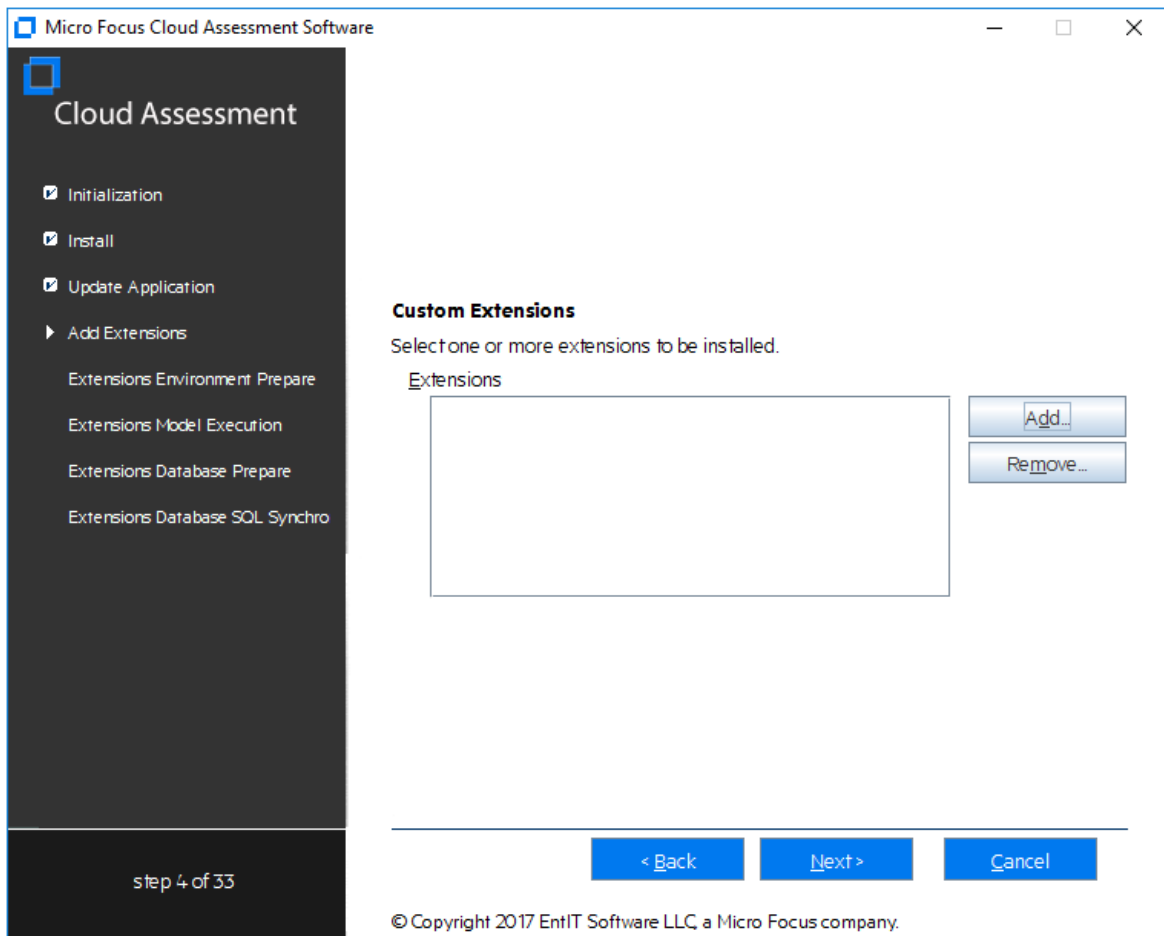 Micro Focus Cloud Assessment Software
Cloud Assessment
Initialization
Install
Update Application
Add Extensions
Extensions Environment Prepare
Extensions Model Execution
Extensions Database Prepare
Extensions Database SQL Synchro
step 4 of 33
Custom Extensions
Select one or more extensions to be installed.
Extensions
Add...
Remove...
< Back
Next >
Cancel
© Copyright 2017 EntIT Software LLC, a Micro Focus company.